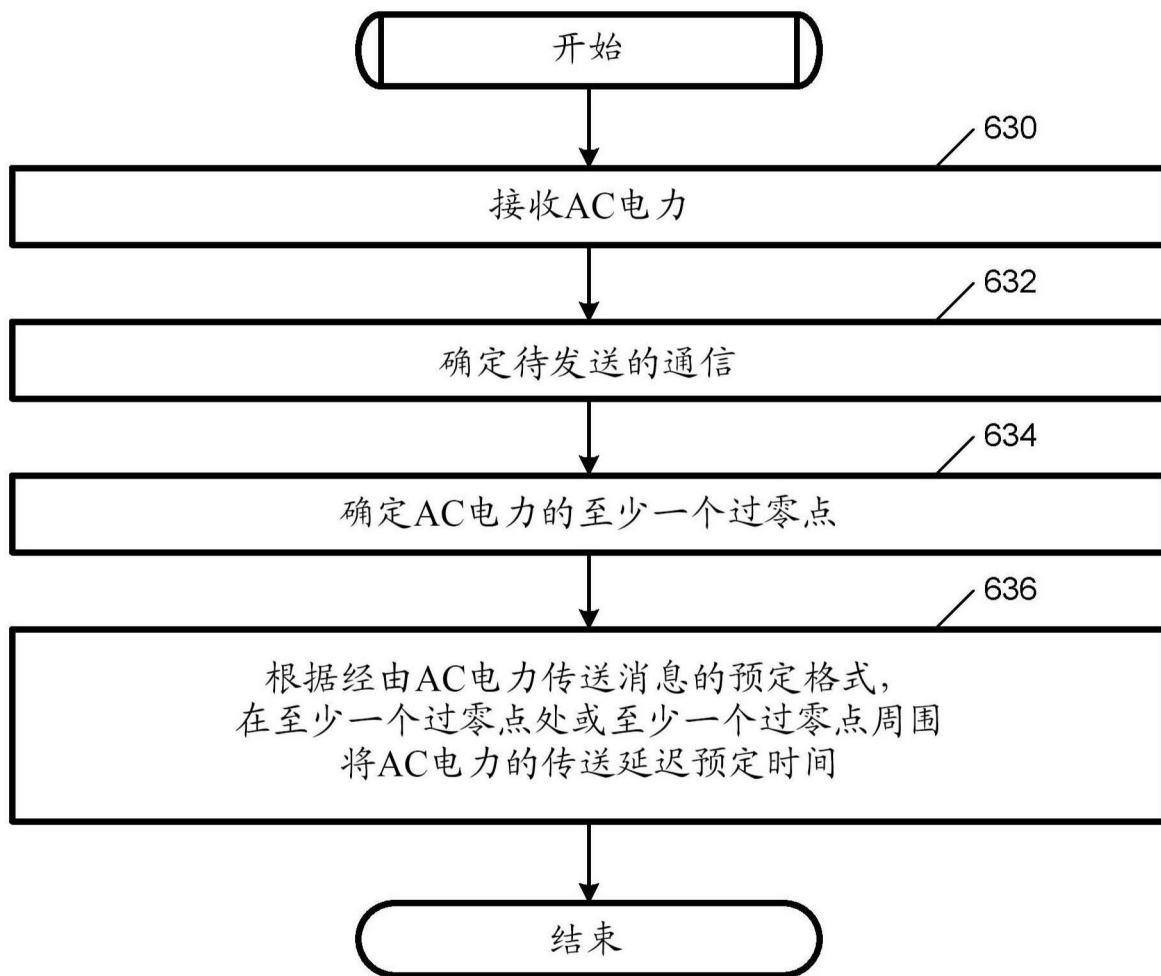 开始
630
接收AC电力
632
确定待发送的通信
634
确定AC电力的至少一个过零点
636
根据经由AC电力传送消息的预定格式，
在至少一个过零点处或至少一个过零点周围
将AC电力的传送延迟预定时间
结束